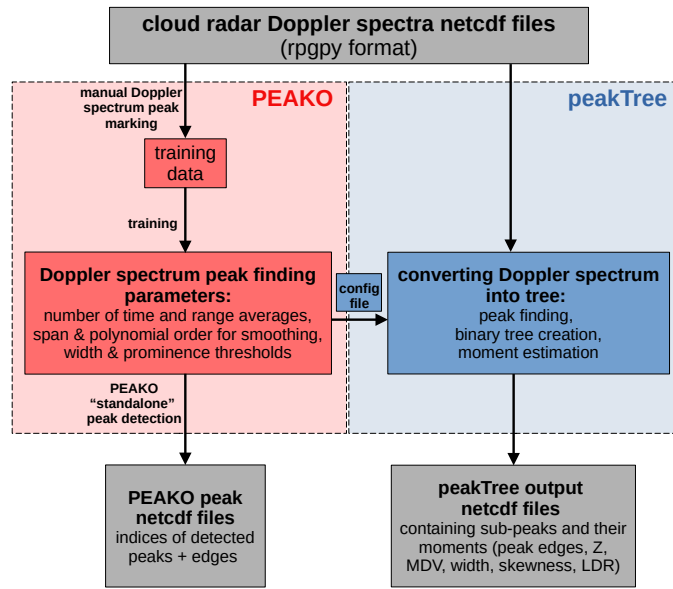 cloud radar Doppler spectra netcdf files
(rpgpy format)
PEAKO
peakTree
manual Doppler
spectrum peak
marking
training
data
training
Doppler spectrum peak finding
parameters:
number of time and range averages,
span & polynomial order for smoothing,
width & prominence thresholds
config
file
converting Doppler spectrum
into tree:
peak finding,
binary tree creation,
moment estimation
PEAKO
“standalone”
peak detection
PEAKO peak
netcdf files
indices of detected
peaks + edges
peakTree output
netcdf files
containing sub-peaks and their
moments (peak edges, Z,
MDV, width, skewness, LDR)